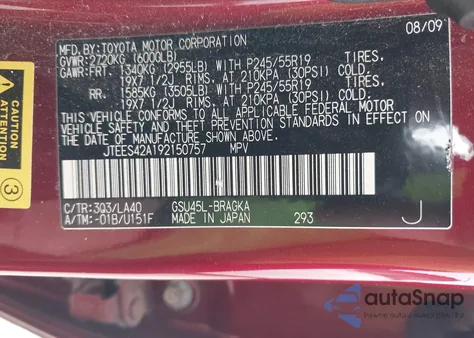 MFD.BY:TOYOTA MOTOR CORPORATION 08/09
GVWR:2720KG (6000LB)
GAWR:FRT. 1340KG (2955LB) WITH P245/55R19 TIRES,
19X7 1/2J RIMS, AT 210KPA (30PSI) COLD.
RR. 1585KG (3505LB) WITH P245/55R19 TIRES,
19X7 1/2J RIMS, AT 210KPA (30PSI) COLD.
THIS VEHICLE CONFORMS TO ALL APPLICABLE FEDERAL MOTOR
VEHICLE SAFETY AND THEFT PREVENTION STANDARDS IN EFFECT ON
THE DATE OF MANUFACTURE SHOWN ABOVE.
JTEES42A192150757 MPV
C/TR:3Q3/LA40 GSU45L-BRAGKA
A/TM:-01B/U151F MADE IN JAPAN 293 J
ATTENTION
3
autoSnap